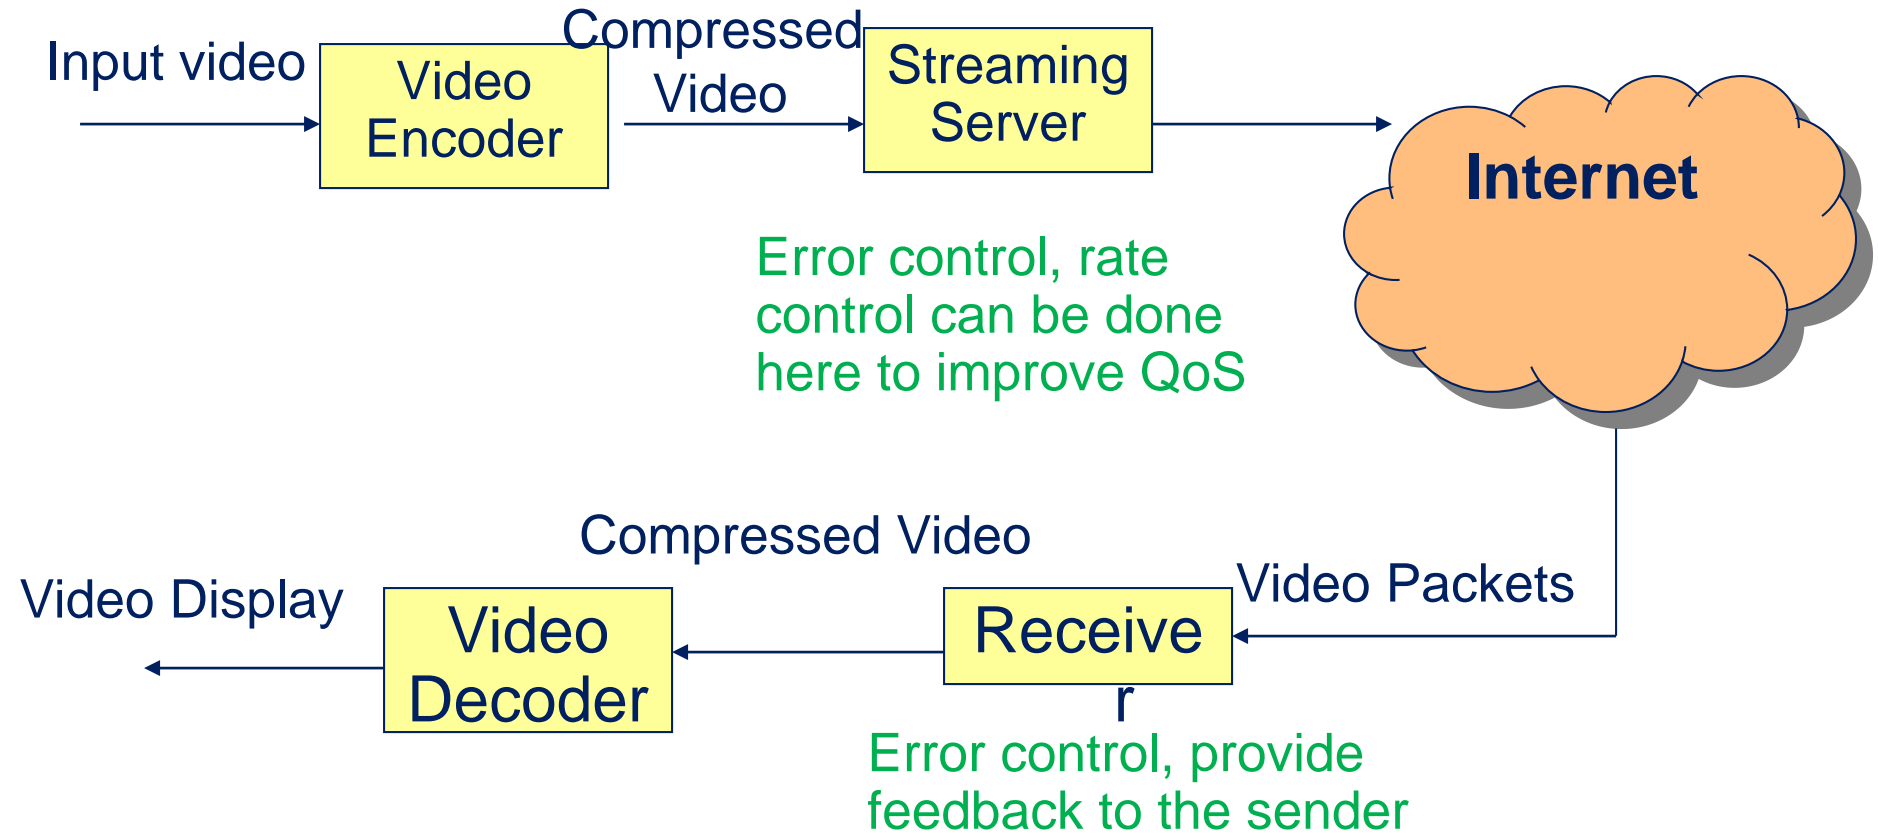 Input video
Video
Encoder
Compressed
Video
Streaming
Server
Internet
Error control, rate
control can be done
here to improve QoS
Compressed Video
Video Packets
Video Display
Video
Decoder
Receive
r
Error control, provide
feedback to the sender